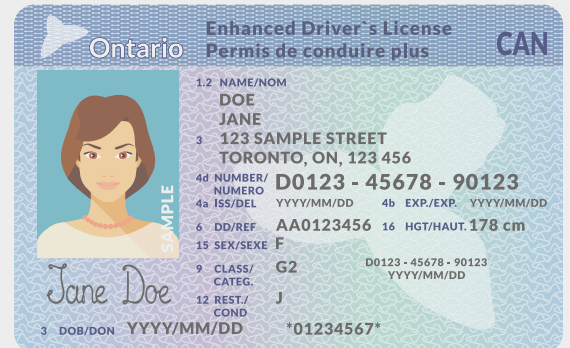 Ontario
Enhanced Driver`s License
Permis de conduire plus
CAN
1.2 NAME/NOM
DOE
JANE
3 123 SAMPLE STREET
TORONTO, ON, 123 456
4d NUMBER/NUMERO D0123 - 45678 - 90123
4a ISS/DEL YYYY/MM/DD 4b EXP./EXP. YYYY/MM/DD
6 DD/REF AA0123456 16 HGT/HAUT. 178 cm
15 SEX/SEXE F
9 CLASS/CATEG. G2
D0123 - 45678 - 90123
YYYY/MM/DD
12 REST./COND J
SAMPLE
Jane Doe
3 DOB/DON YYYY/MM/DD *01234567*